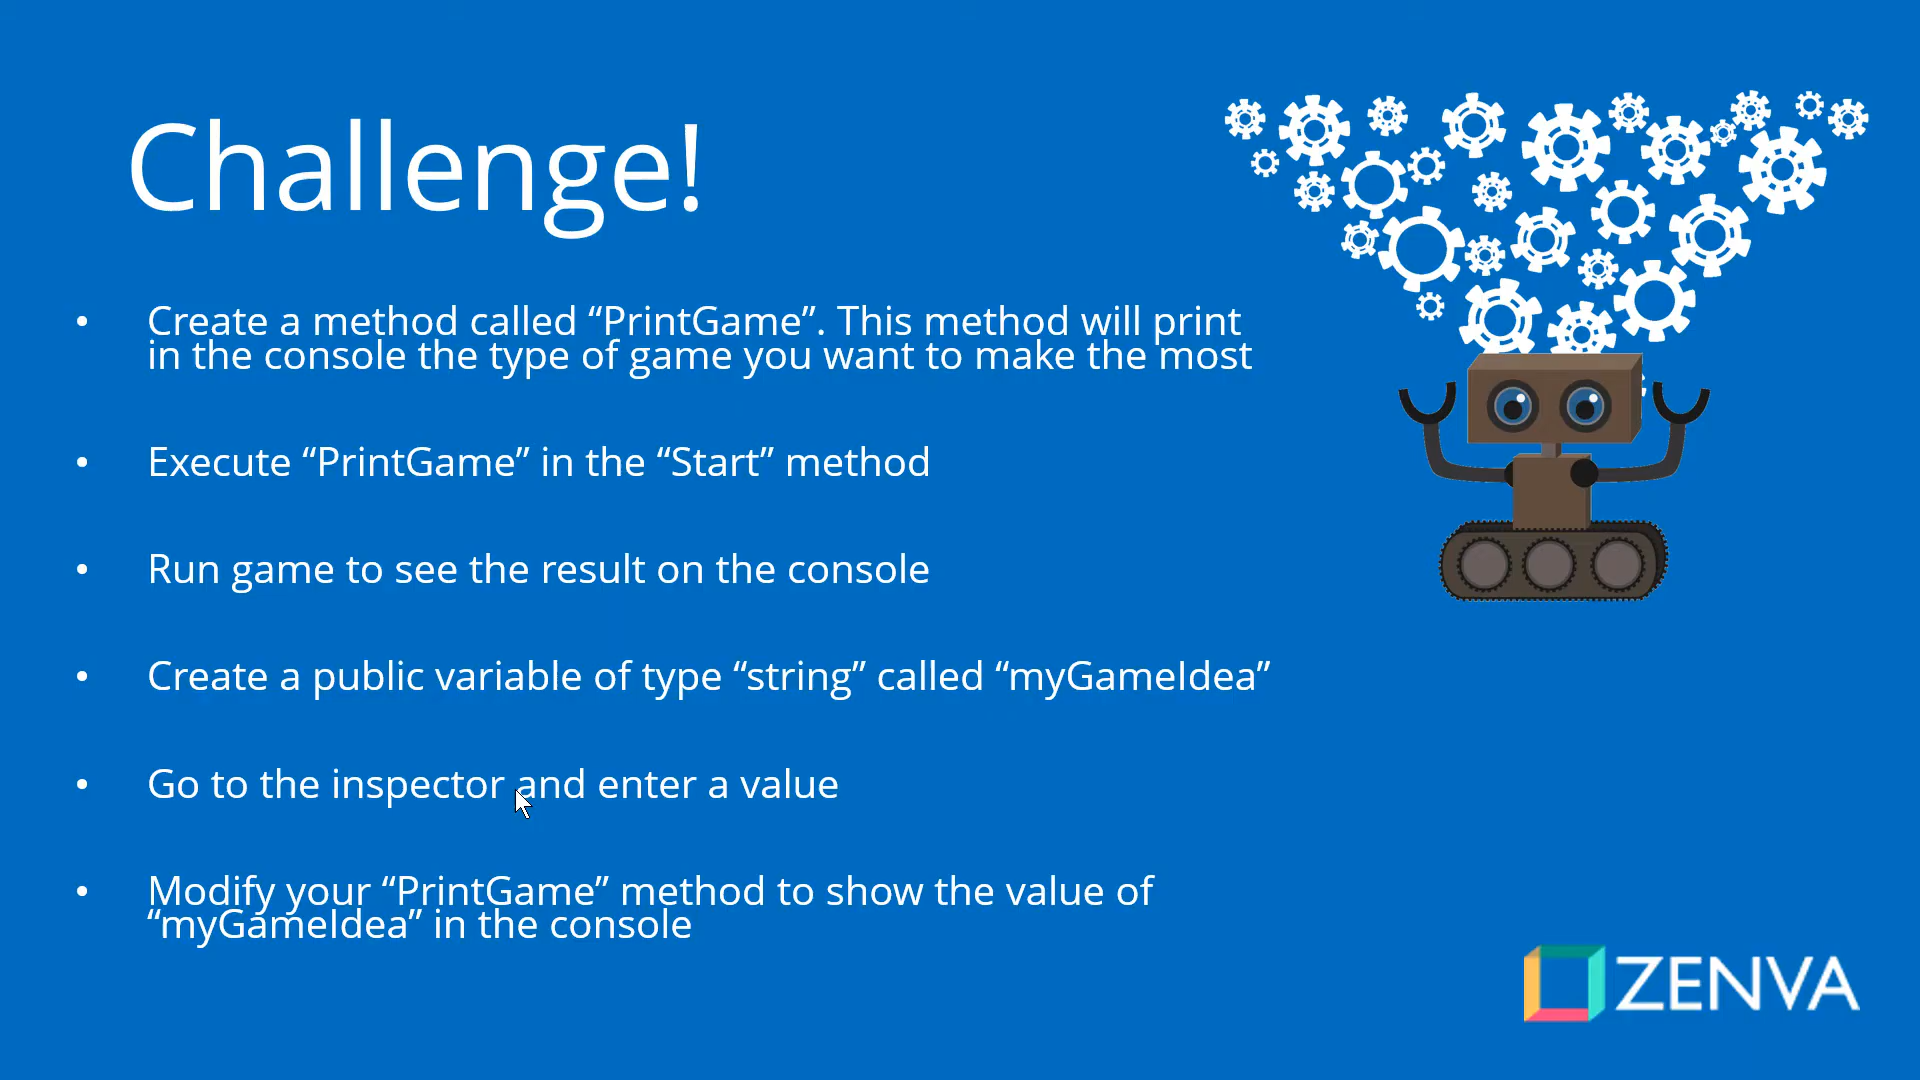 Challenge!
• Create a method called “PrintGame”. This method will print
in the console the type of game you want to make the most
• Execute “PrintGame” in the “Start” method
• Run game to see the result on the console
• Create a public variable of type “string” called “myGameIdea”
• Go to the inspector and enter a value
• Modify your “PrintGame” method to show the value of
“myGameIdea” in the console
ZENVA